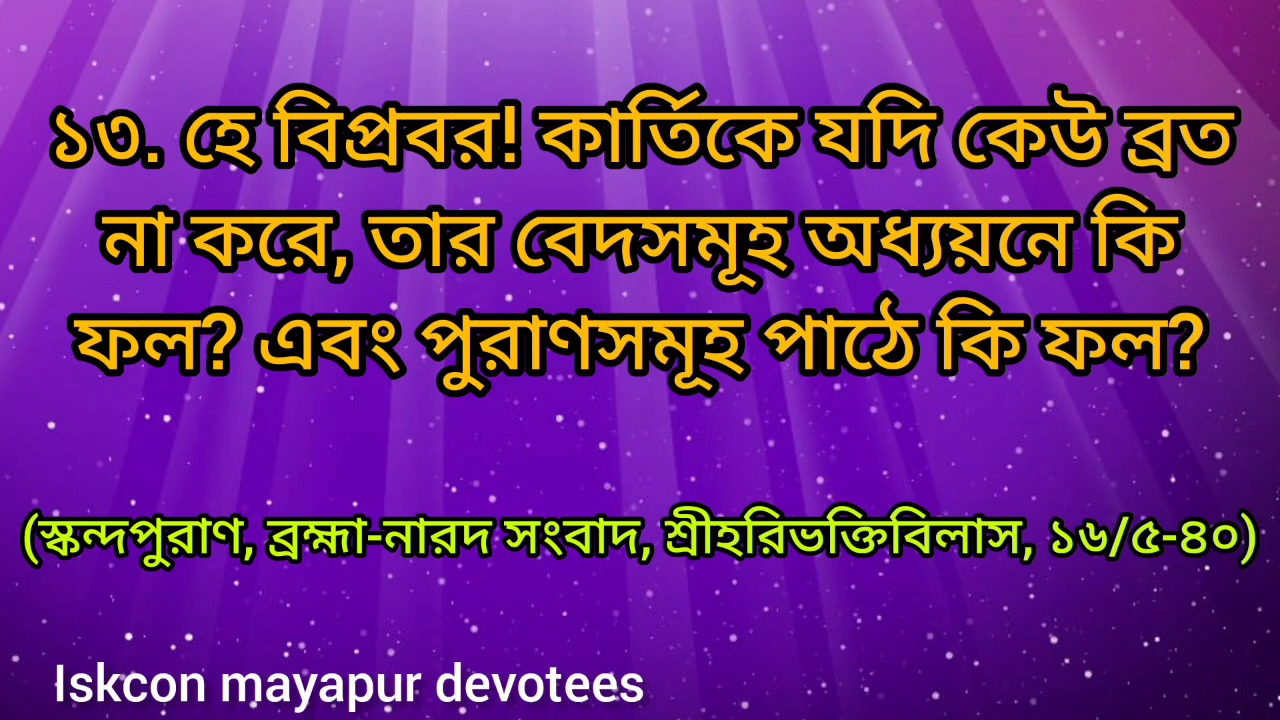 ১৩. হে বিপ্রবর! কার্তিকে যদি কেউ ব্রত
না করে, তার বেদসমূহ অধ্যয়নে কি
ফল? এবং পুরাণসমূহ পাঠে কি ফল?
(স্কন্দপুরাণ, ব্রহ্মা-নারদ সংবাদ, শ্রীহরিভক্তিবিলাস, ১৬/৫-৪০)
Iskcon mayapur devotees